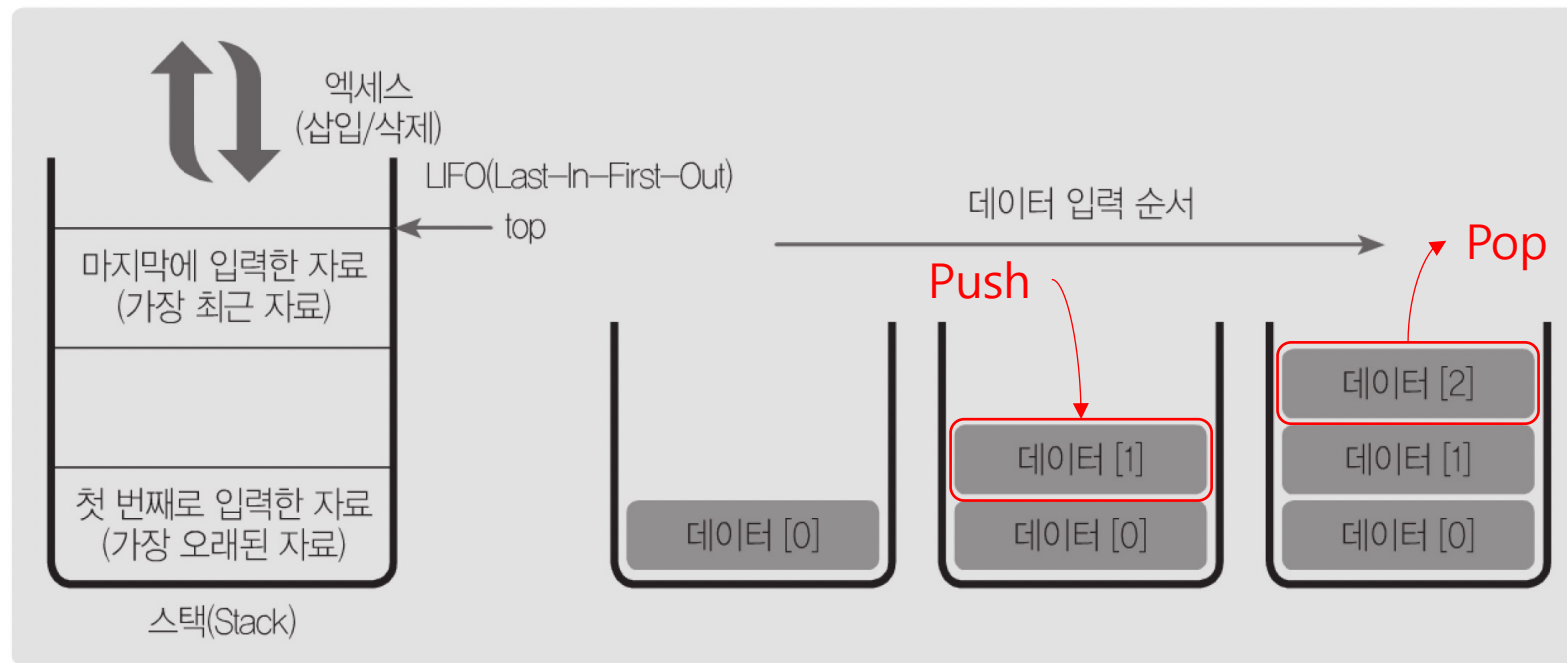 엑세스
(삽입/삭제)
LIFO(Last-In-First-Out)
top
마지막에 입력한 자료
(가장 최근 자료)
첫 번째로 입력한 자료
(가장 오래된 자료)
스택(Stack)
데이터 입력 순서
Push
Pop
데이터 [0]
데이터 [1]
데이터 [0]
데이터 [2]
데이터 [1]
데이터 [0]